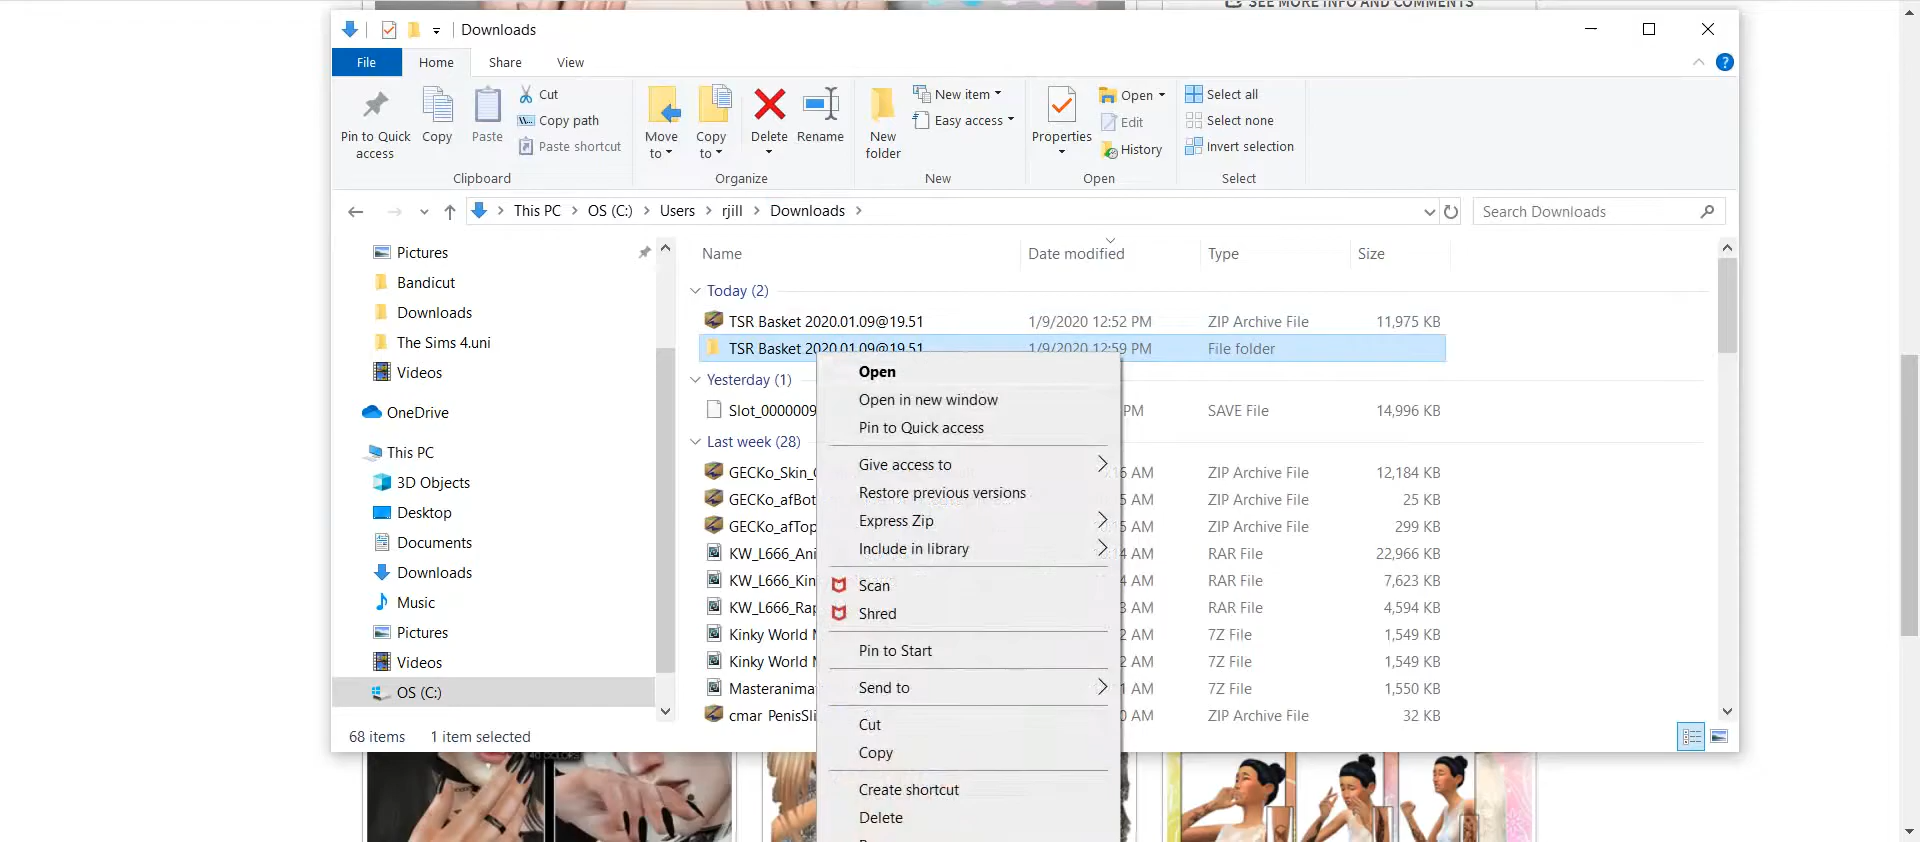 SEE MORE INFO AND COMMENTS
Downloads
File Home Share View
Pin to Quick access
Copy
Paste
Cut
Copy path
Paste shortcut
Clipboard
Move to
Copy to
Delete
Rename
Organize
New folder
New item
Easy access
New
Properties
Open
Edit
History
Open
Select all
Select none
Invert selection
Select
This PC > OS (C:) > Users > rjill > Downloads >
Search Downloads
Pictures
Bandicut
Downloads
The Sims 4.uni
Videos
OneDrive
This PC
3D Objects
Desktop
Documents
Downloads
Music
Pictures
Videos
OS (C:)
Name Date modified Type Size
Today (2)
TSR Basket 2020.01.09@19.51 1/9/2020 12:52 PM ZIP Archive File 11,975 KB
TSR Basket 2020.01.09@19.51 1/9/2020 12:59 PM File folder
Yesterday (1)
Slot_0000009 PM SAVE File 14,996 KB
Last week (28)
GECKo_Skin_ 16 AM ZIP Archive File 12,184 KB
GECKo_afBot 5 AM ZIP Archive File 25 KB
GECKo_afTop 15 AM ZIP Archive File 299 KB
KW_L666_Ani 14 AM RAR File 22,966 KB
KW_L666_Kin 4 AM RAR File 7,623 KB
KW_L666_Rap 3 AM RAR File 4,594 KB
Kinky World M 2 AM 7Z File 1,549 KB
Kinky World M 2 AM 7Z File 1,549 KB
Masteranima 1 AM 7Z File 1,550 KB
cmar PenisSli 0 AM ZIP Archive File 32 KB
Open
Open in new window
Pin to Quick access
Give access to
Restore previous versions
Express Zip
Include in library
Scan
Shred
Pin to Start
Send to
Cut
Copy
Create shortcut
Delete
68 items 1 item selected